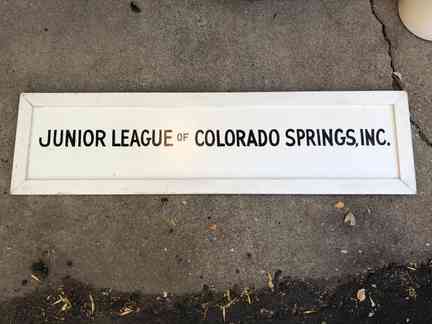 JUNIOR LEAGUE OF COLORADO SPRINGS, INC.